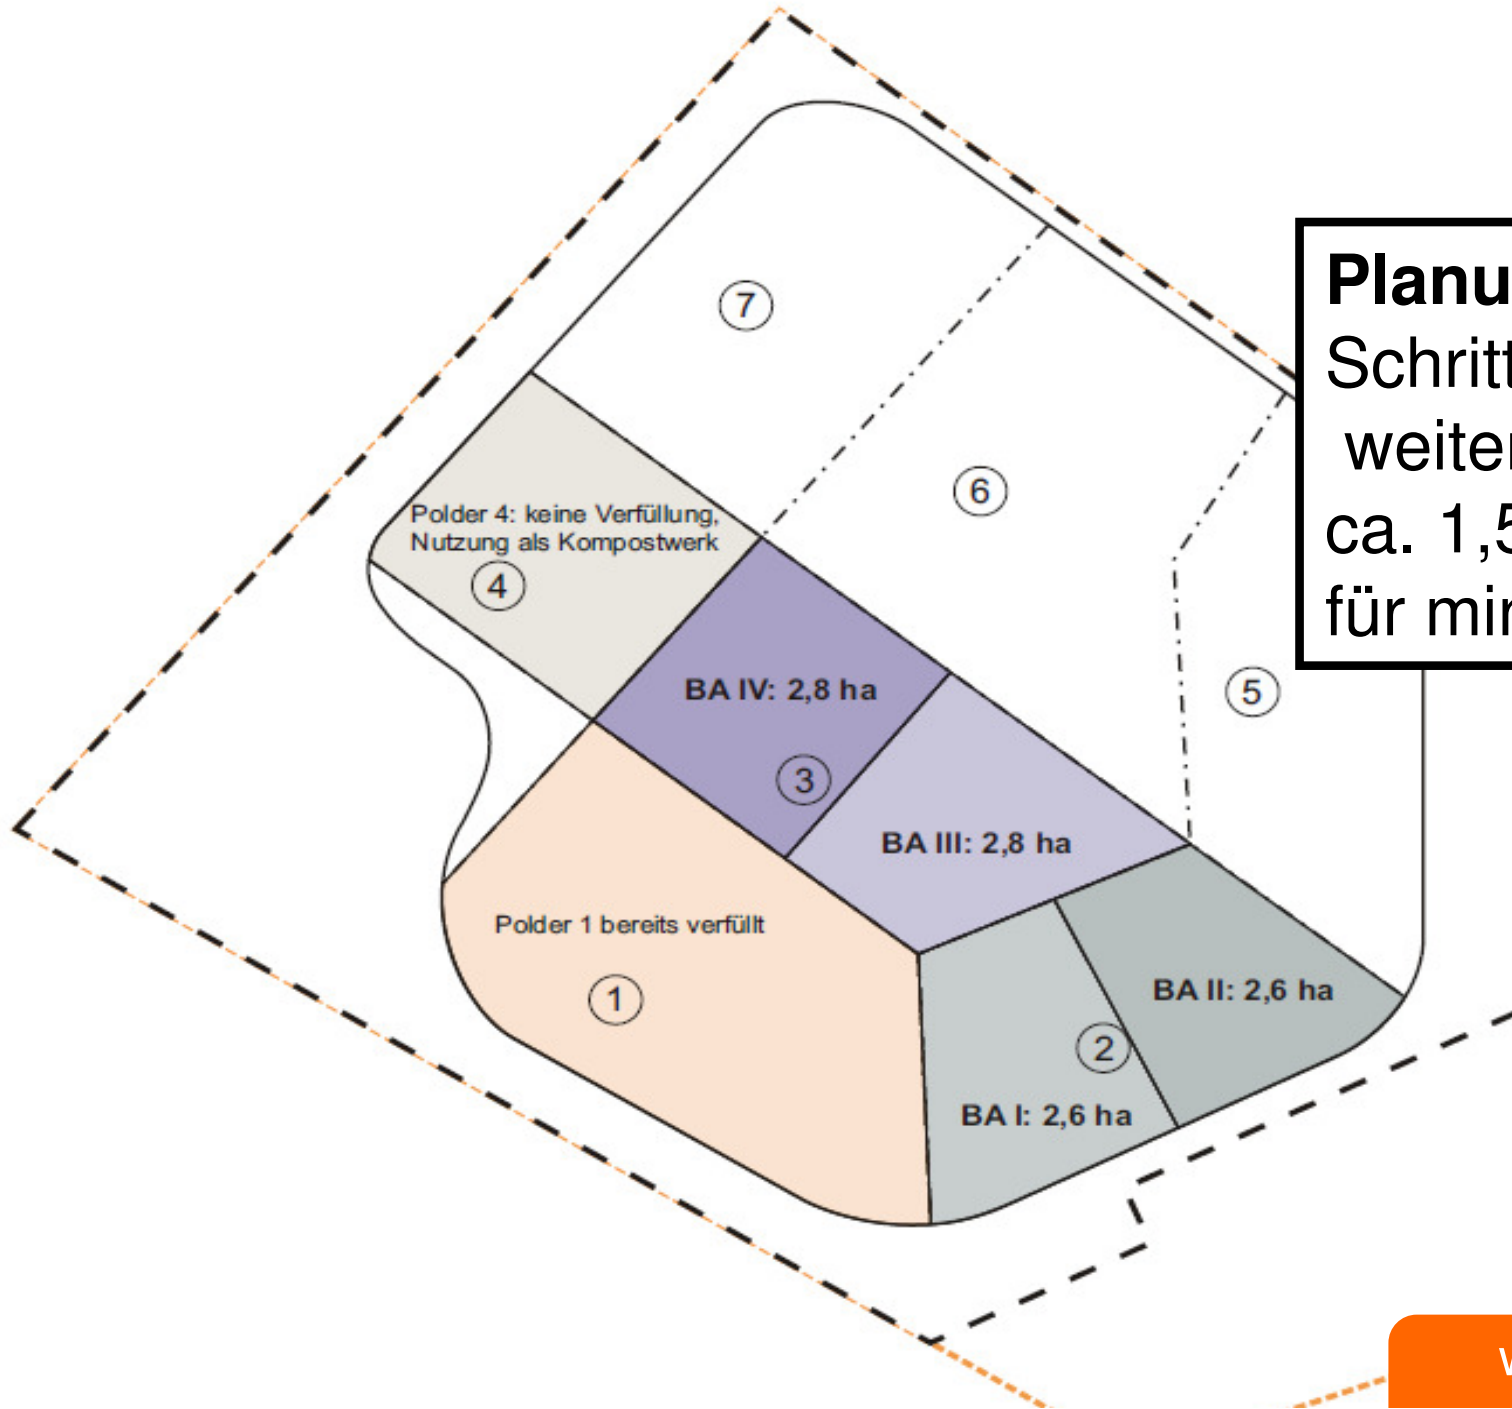 7
6
Polder 4: keine Verfüllung,
Nutzung als Kompostwerk
4
BA IV: 2,8 ha
5
3
BA III: 2,8 ha
Polder 1 bereits verfüllt
1
BA II: 2,6 ha
2
BA I: 2,6 ha
Planu
Schritt
weiter
ca. 1,5
für